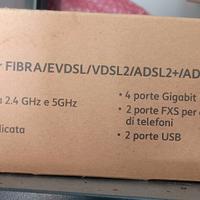 FIBRA/EVDSL/VDSL2/ADSL2+/AD
2.4 GHz e 5GHz
licata
• 4 porte Gigabit
• 2 porte FXS per
di telefoni
• 2 porte USB